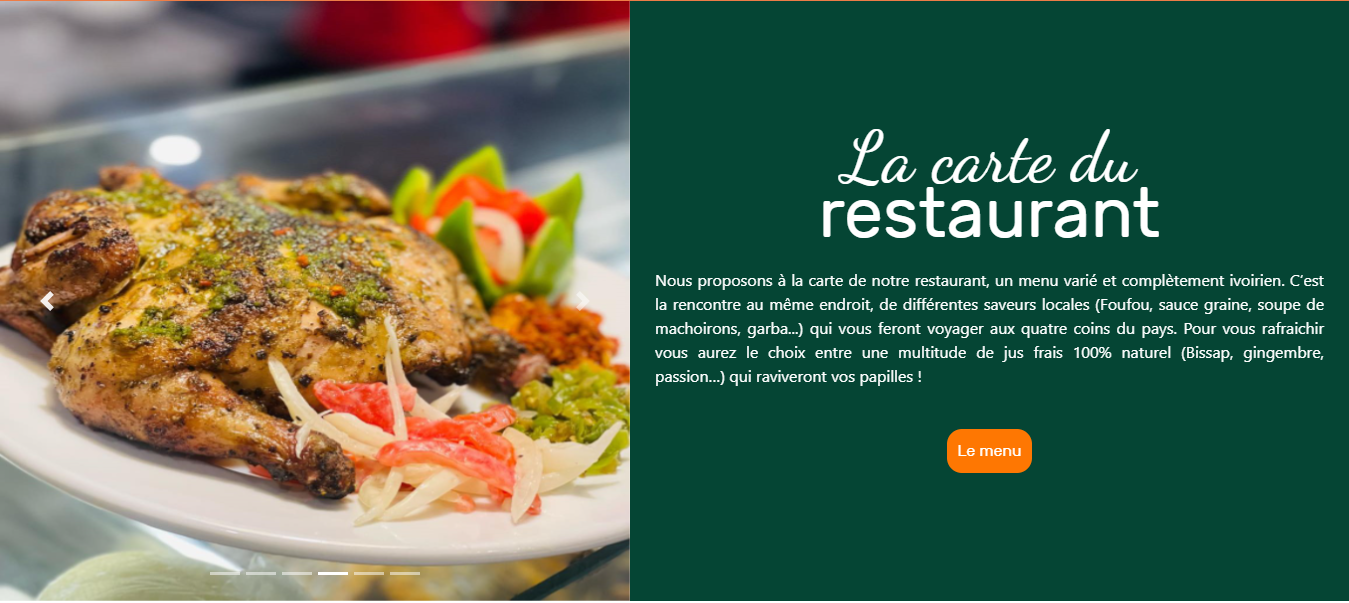 La carte du
restaurant
Nous proposons à la carte de notre restaurant, un menu varié et complètement ivoirien. C'est
la rencontre au même endroit, de différentes saveurs locales (Foufou, sauce graine, soupe de
machoirons, garba...) qui vous feront voyager aux quatre coins du pays. Pour vous rafraichir
vous aurez le choix entre une multitude de jus frais 100% naturel (Bissap, gingembre,
passion...) qui raviveront vos papilles !
Le menu